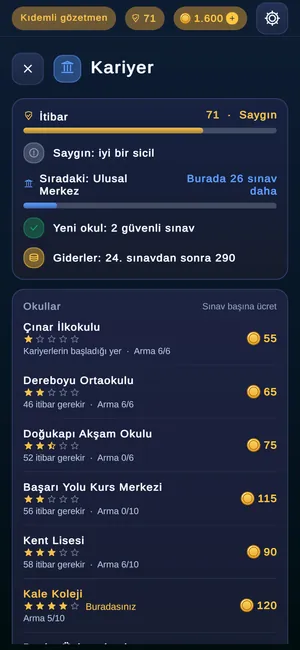 Kıdemli gözetmen
71
1.600
Kariyer
İtibar
71 · Saygın
Saygın: iyi bir sicil
Sıradaki: Ulusal Merkez
Burada 26 sınav daha
Yeni okul: 2 güvenli sınav
Giderler: 24. sınavdan sonra 290
Okullar
Sınav başına ücret
Çınar İlkokulu
55
Kariyerlerin başladığı yer · Arma 6/6
Dereboyu Ortaokulu
65
46 itibar gerekir · Arma 6/6
Doğukapı Akşam Okulu
75
52 itibar gerekir · Arma 0/6
Başarı Yolu Kurs Merkezi
115
56 itibar gerekir · Arma 0/10
Kent Lisesi
90
58 itibar gerekir · Arma 6/10
Kale Koleji
Buradasınız
120
Arma 5/10